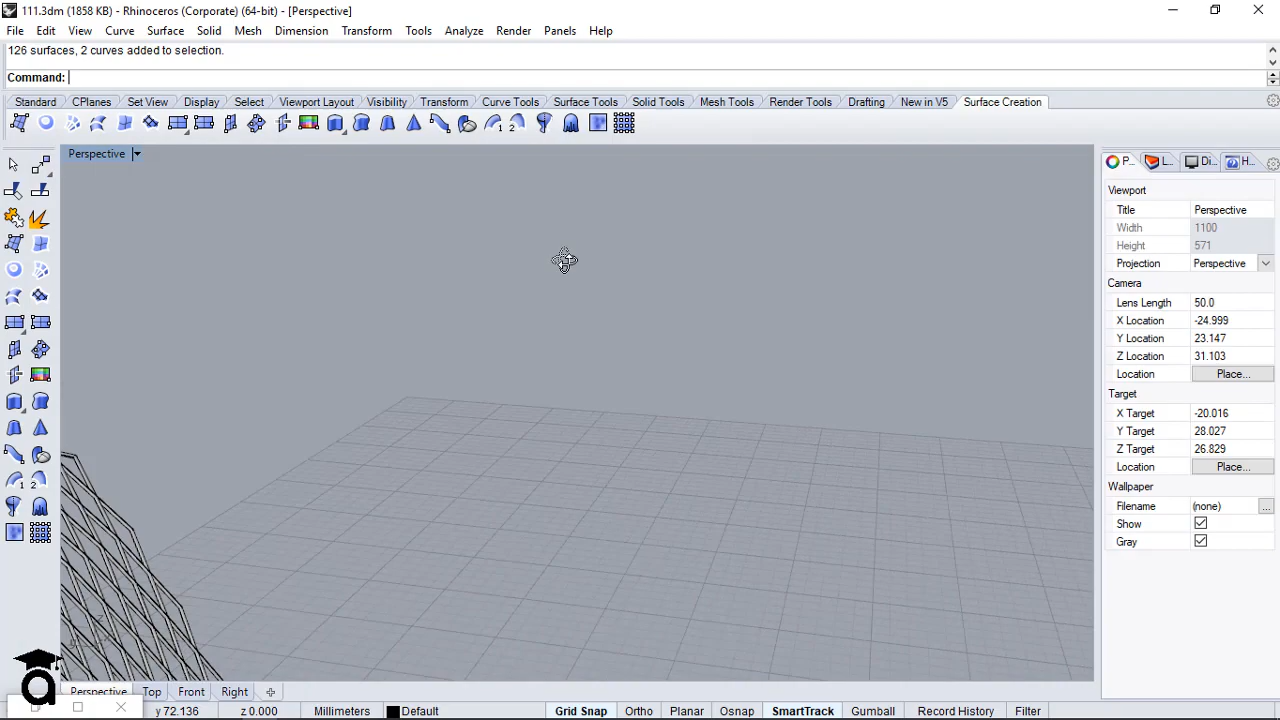 111.3dm (1858 KB) - Rhinoceros (Corporate) (64-bit) - [Perspective]
File Edit View Curve Surface Solid Mesh Dimension Transform Tools Analyze Render Panels Help
126 surfaces, 2 curves added to selection.
Command:
Standard CPlanes Set View Display Select Viewport Layout Visibility Transform Curve Tools Surface Tools Solid Tools Mesh Tools Render Tools Drafting New in V5 Surface Creation
Perspective
P... L... Di... H...
Viewport
Title Perspective
Width 1100
Height 571
Projection Perspective
Camera
Lens Length 50.0
X Location -24.999
Y Location 23.147
Z Location 31.103
Location Place...
Target
X Target -20.016
Y Target 28.027
Z Target 26.829
Location Place...
Wallpaper
Filename (none) ...
Show
Gray
Perspective Top Front Right
y 72.136 z 0.000 Millimeters Default Grid Snap Ortho Planar Osnap SmartTrack Gumball Record History Filter